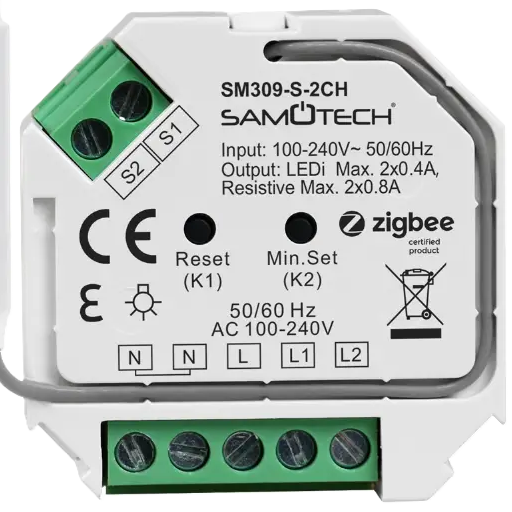 SM309-S-2CH
SAMOTECH®
S1
S2
Input: 100-240V~ 50/60Hz
Output: LEDi Max. 2x0.4A,
Resistive Max. 2x0.8A
CE
zigbee
certified
product
Reset
(K1)
Min.Set
(K2)
50/60 Hz
AC 100-240V
N N L L1 L2